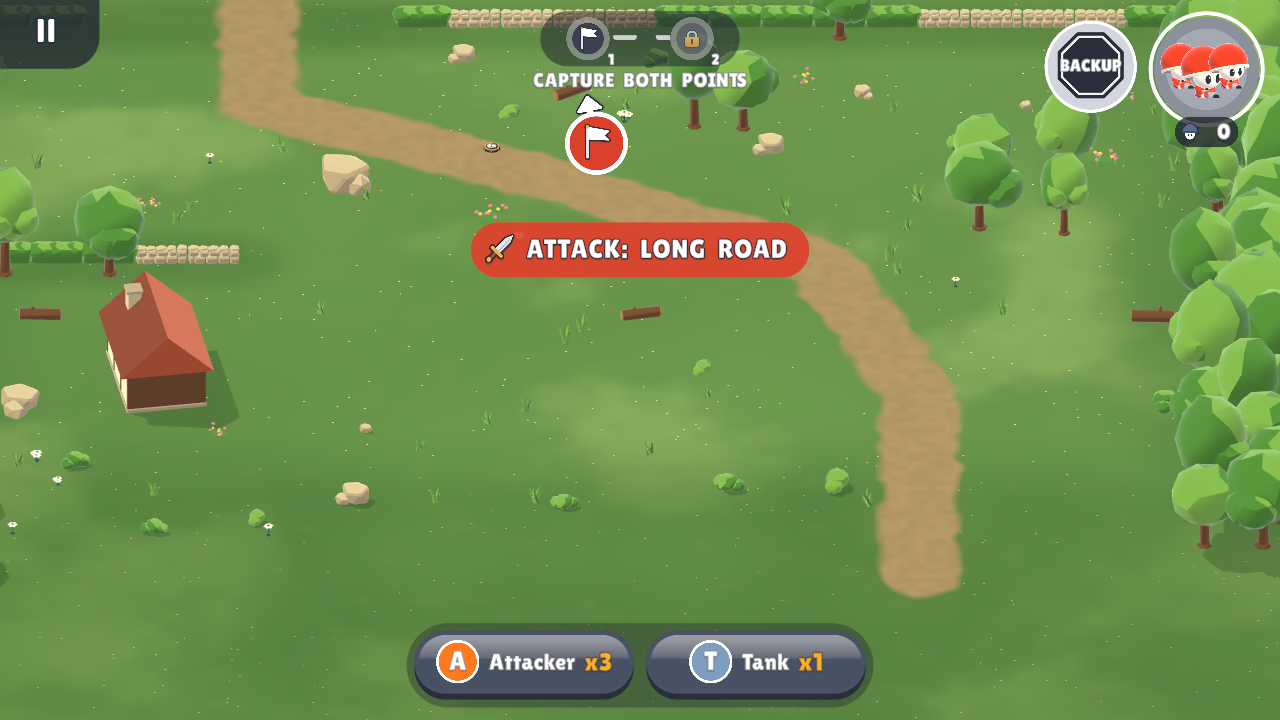 1
2
CAPTURE BOTH POINTS
BACKUP
0
ATTACK: LONG ROAD
A Attacker x3
T Tank x1